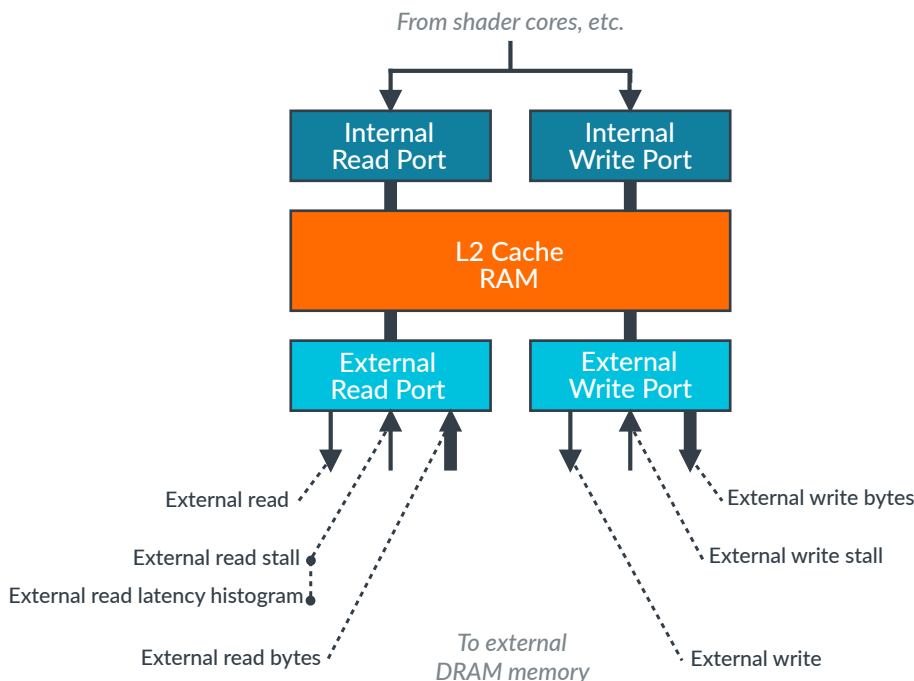 From shader cores, etc.
Internal
Read Port
Internal
Write Port
L2 Cache
RAM
External
Read Port
External
Write Port
External read
External write bytes
External read stall
External write stall
External read latency histogram
External read bytes
To external
DRAM memory
External write